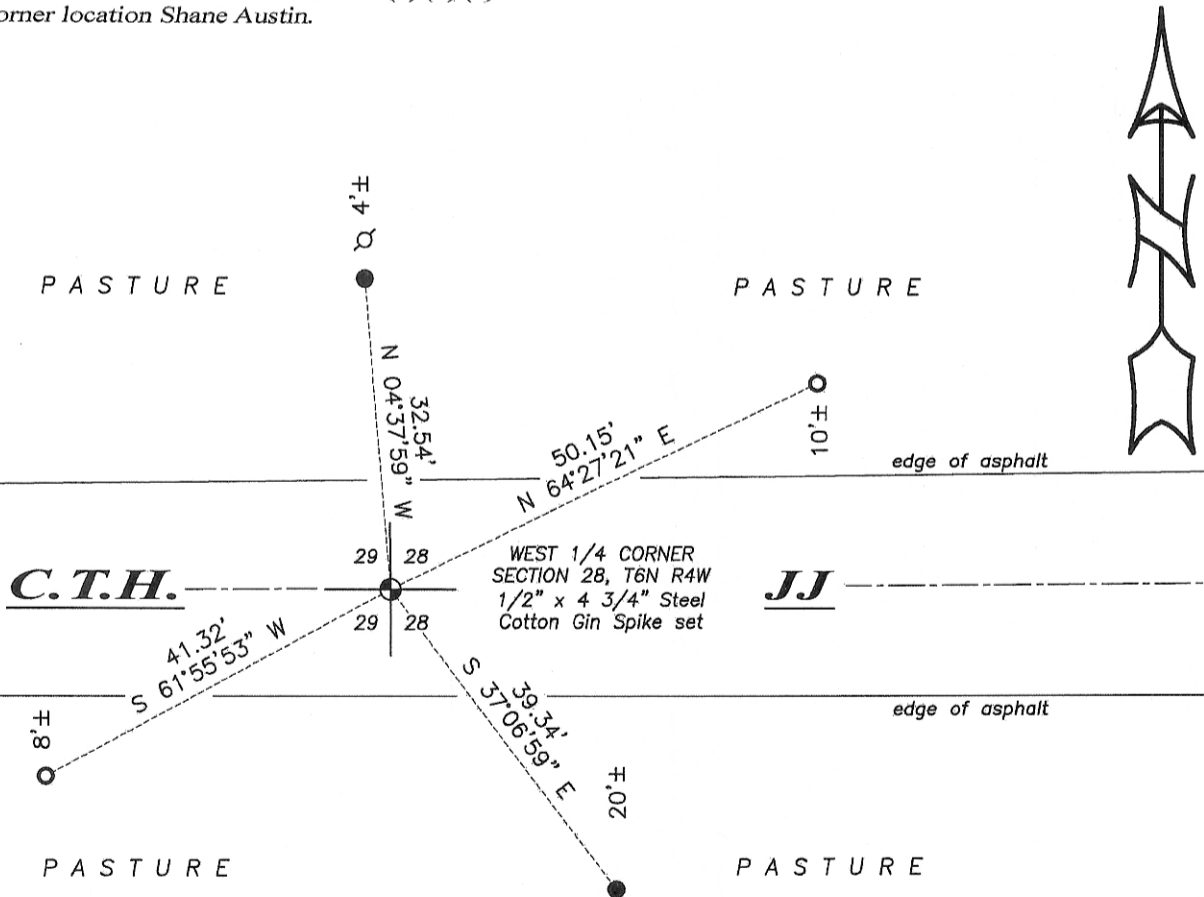 orner location Shane Austin.
4'±
PASTURE
PASTURE
N 04°37'59" W
32.54'
10'±
50.15'
N 64°27'21" E
edge of asphalt
29 28
WEST 1/4 CORNER
SECTION 28, T6N R4W
1/2" x 4 3/4" Steel
Cotton Gin Spike set
C.T.H.
JJ
29 28
41.32'
S 61°55'53" W
39.34'
S 37°06'59" E
edge of asphalt
8'±
20'±
PASTURE
PASTURE
N